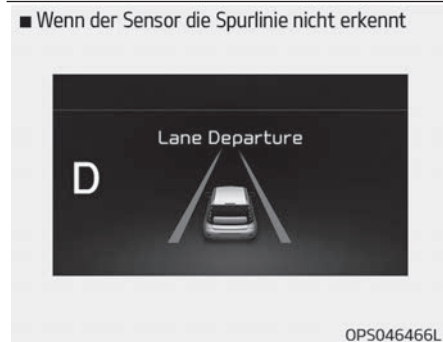 ■ Wenn der Sensor die Spurlinie nicht erkennt
Lane Departure
D
OPS046466L